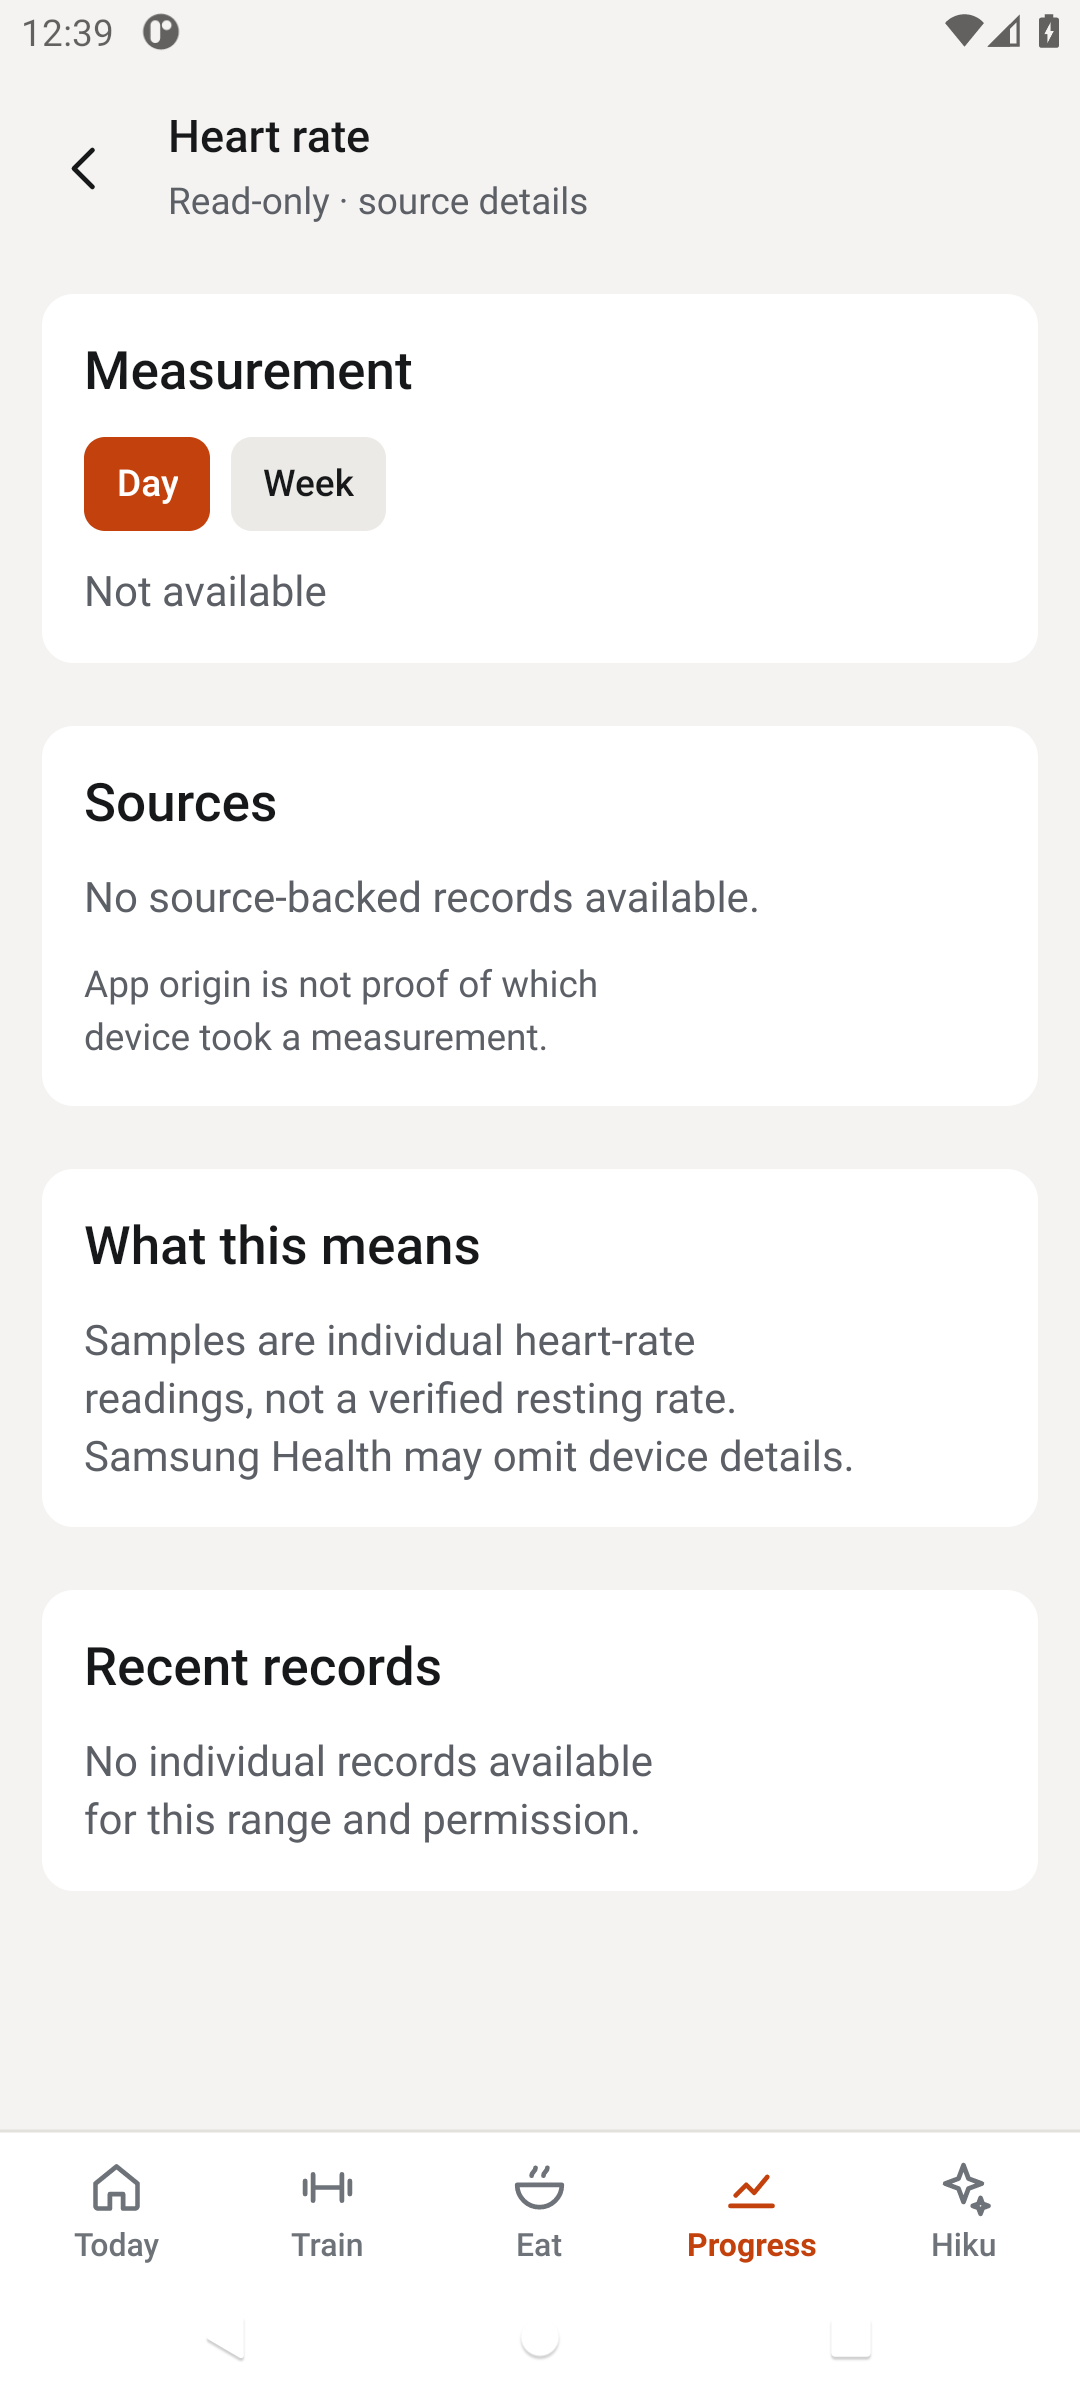 12:39
Heart rate
Read-only · source details
Measurement
Day
Week
Not available
Sources
No source-backed records available.
App origin is not proof of which
device took a measurement.
What this means
Samples are individual heart-rate
readings, not a verified resting rate.
Samsung Health may omit device details.
Recent records
No individual records available
for this range and permission.
Today
Train
Eat
Progress
Hiku